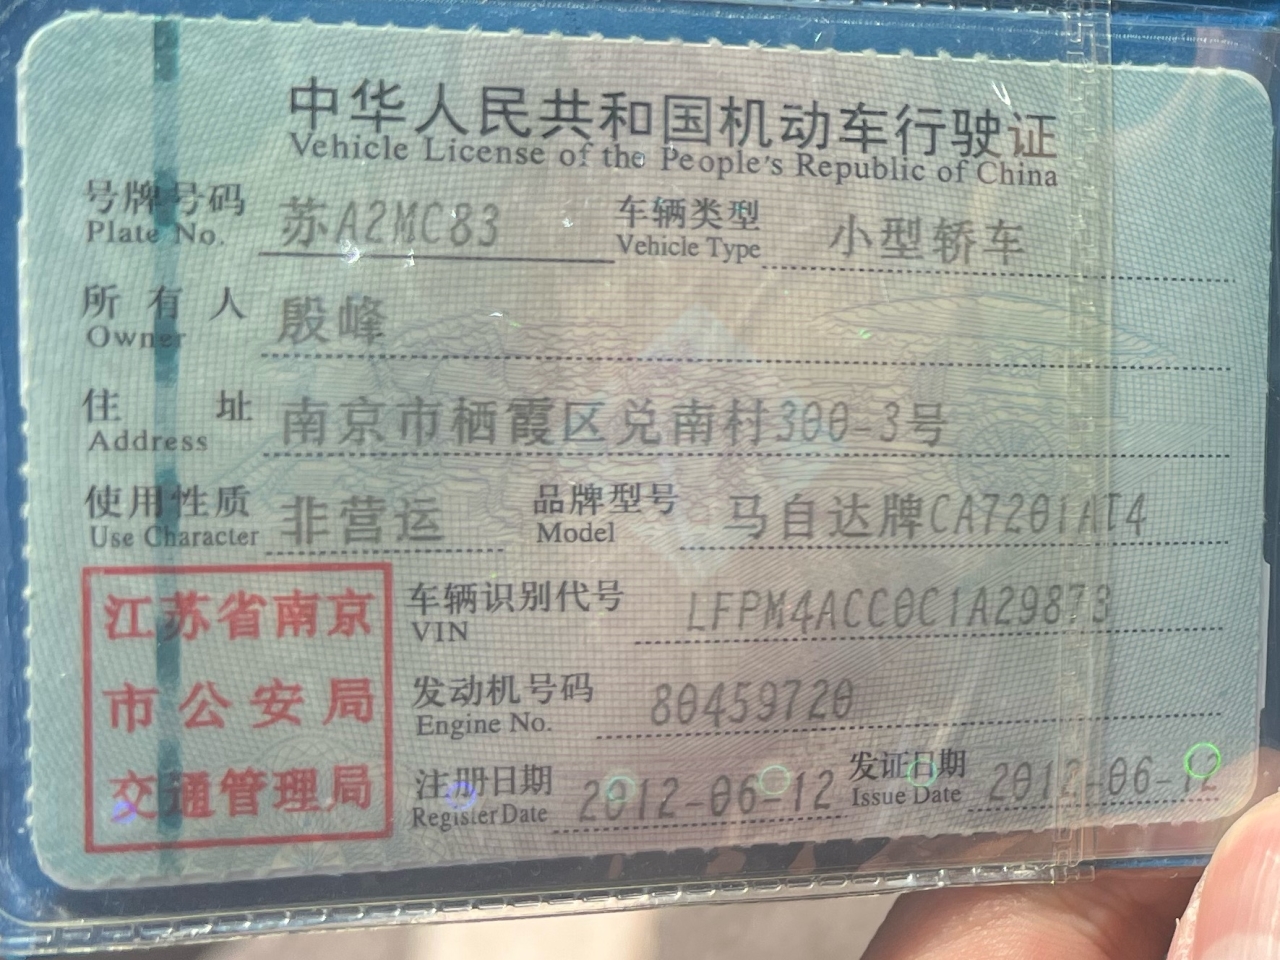 中华人民共和国机动车行驶证
Vehicle License of the People's Republic of China
号牌号码 苏A2MC83 车辆类型 小型轿车
Plate No. Vehicle Type
所有人 殷峰
Owner
住址 南京市栖霞区兑南村300-3号
Address
使用性质 非营运 品牌型号 马自达牌CA7201AT4
Use Character Model
江苏省南京
市公安局
交通管理局
车辆识别代号 LFPM4ACC0C1A29873
VIN
发动机号码 80459720
Engine No.
注册日期 2012-06-12 发证日期 2012-06-12
Register Date Issue Date